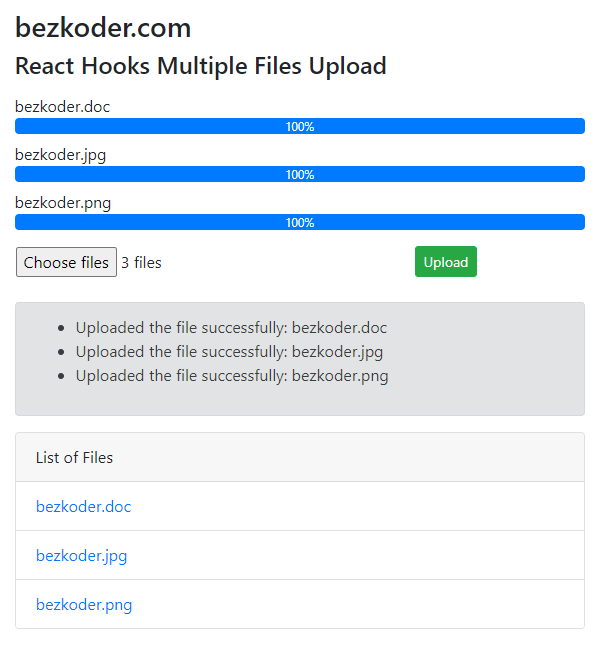 bezkoder.com
React Hooks Multiple Files Upload
bezkoder.doc
100%
bezkoder.jpg
100%
bezkoder.png
100%
Choose files 3 files Upload
Uploaded the file successfully: bezkoder.doc
Uploaded the file successfully: bezkoder.jpg
Uploaded the file successfully: bezkoder.png
List of Files
bezkoder.doc
bezkoder.jpg
bezkoder.png